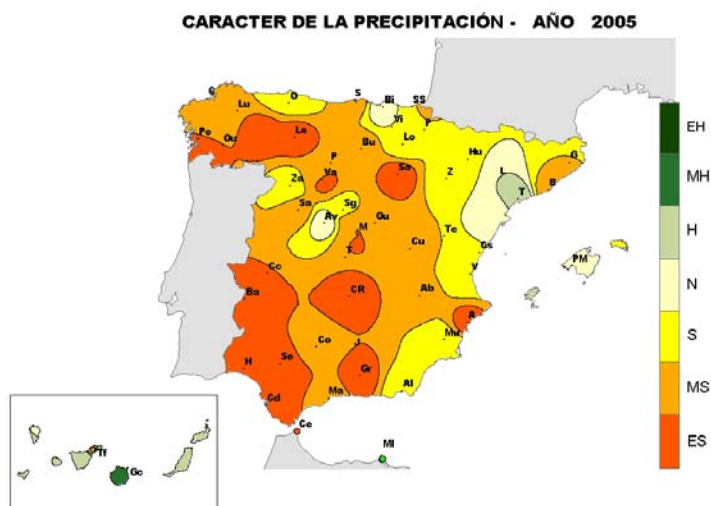 CARACTER DE LA PRECIPITACIÓN - AÑO 2005
C
Lu
O
S
Bi
SS
Po
Ou
Le
Vi
P
Lo
Bu
Hu
G
P
Va
So
Z
L
B
T
Za
Sa
Sg
Av
Gu
M
Te
Cs
T
Cu
PM
Cc
V
Ba
CR
Ab
A
Mu
Co
J
H
Se
Gr
Al
Cd
Ma
Ce
Ml
Tf
Gc
EH
MH
H
N
S
MS
ES